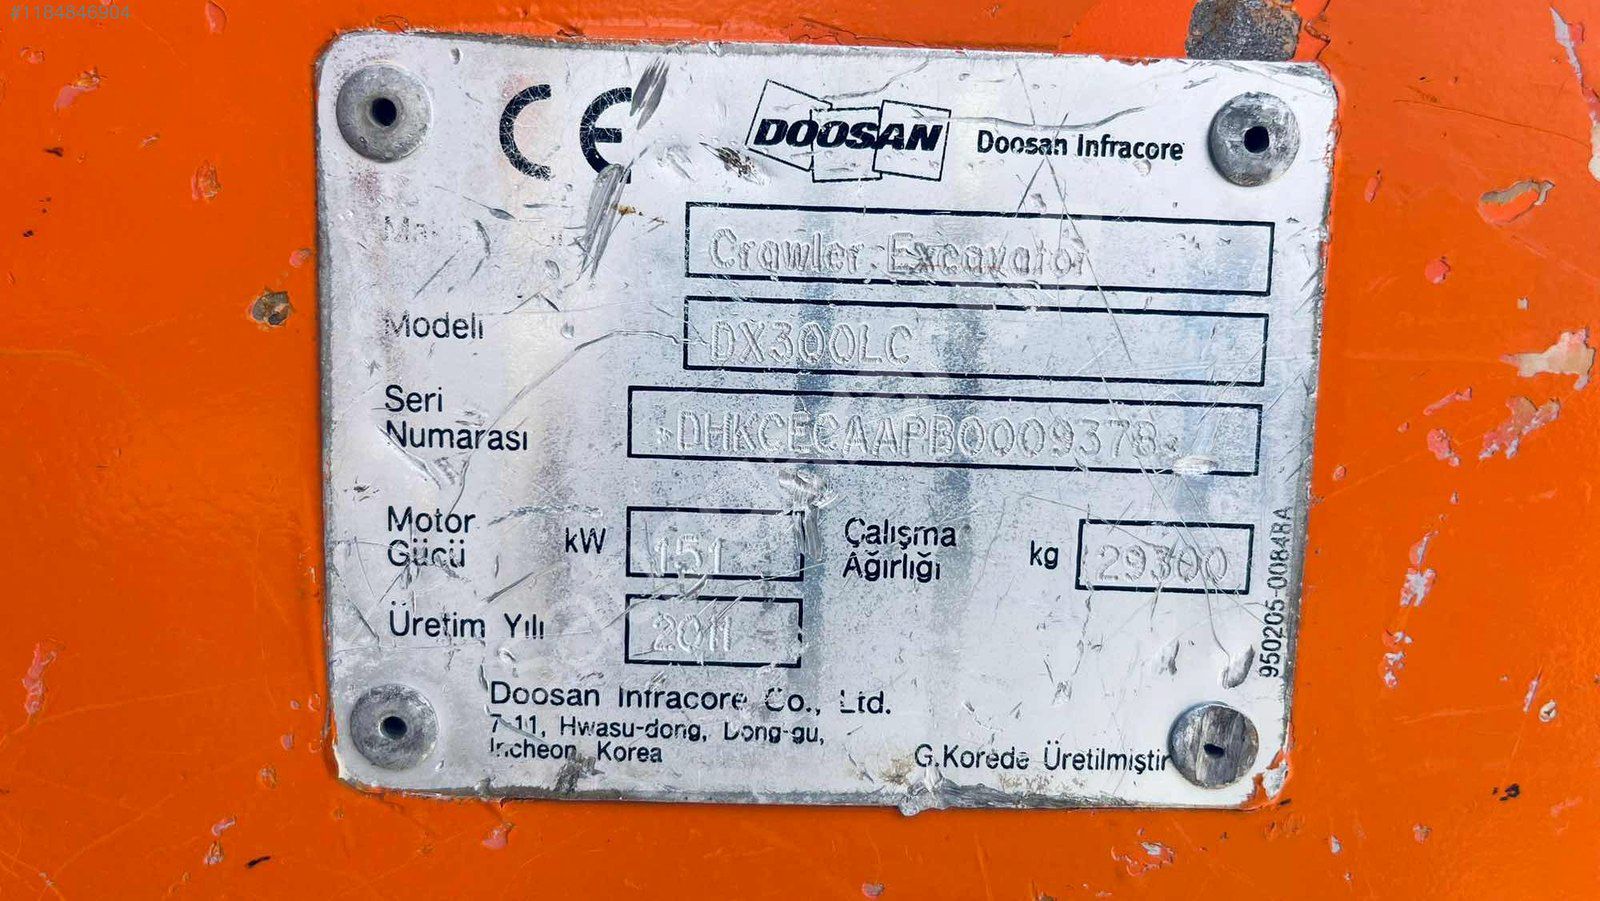 #1184846904
CE
DOOSAN Doosan Infracore
Crawler Excavator
Modeli DX300LC
Seri
Numarası DHKCECAAPB0009378
Motor
Gücü kW 151 Çalışma
Ağırlığı kg 29300
Üretim Yılı 2011
Doosan Infracore Co., Ltd.
7-11, Hwasu-dong, Dong-gu,
Incheon, Korea
G.Korede Üretilmiştir
950205-00848A